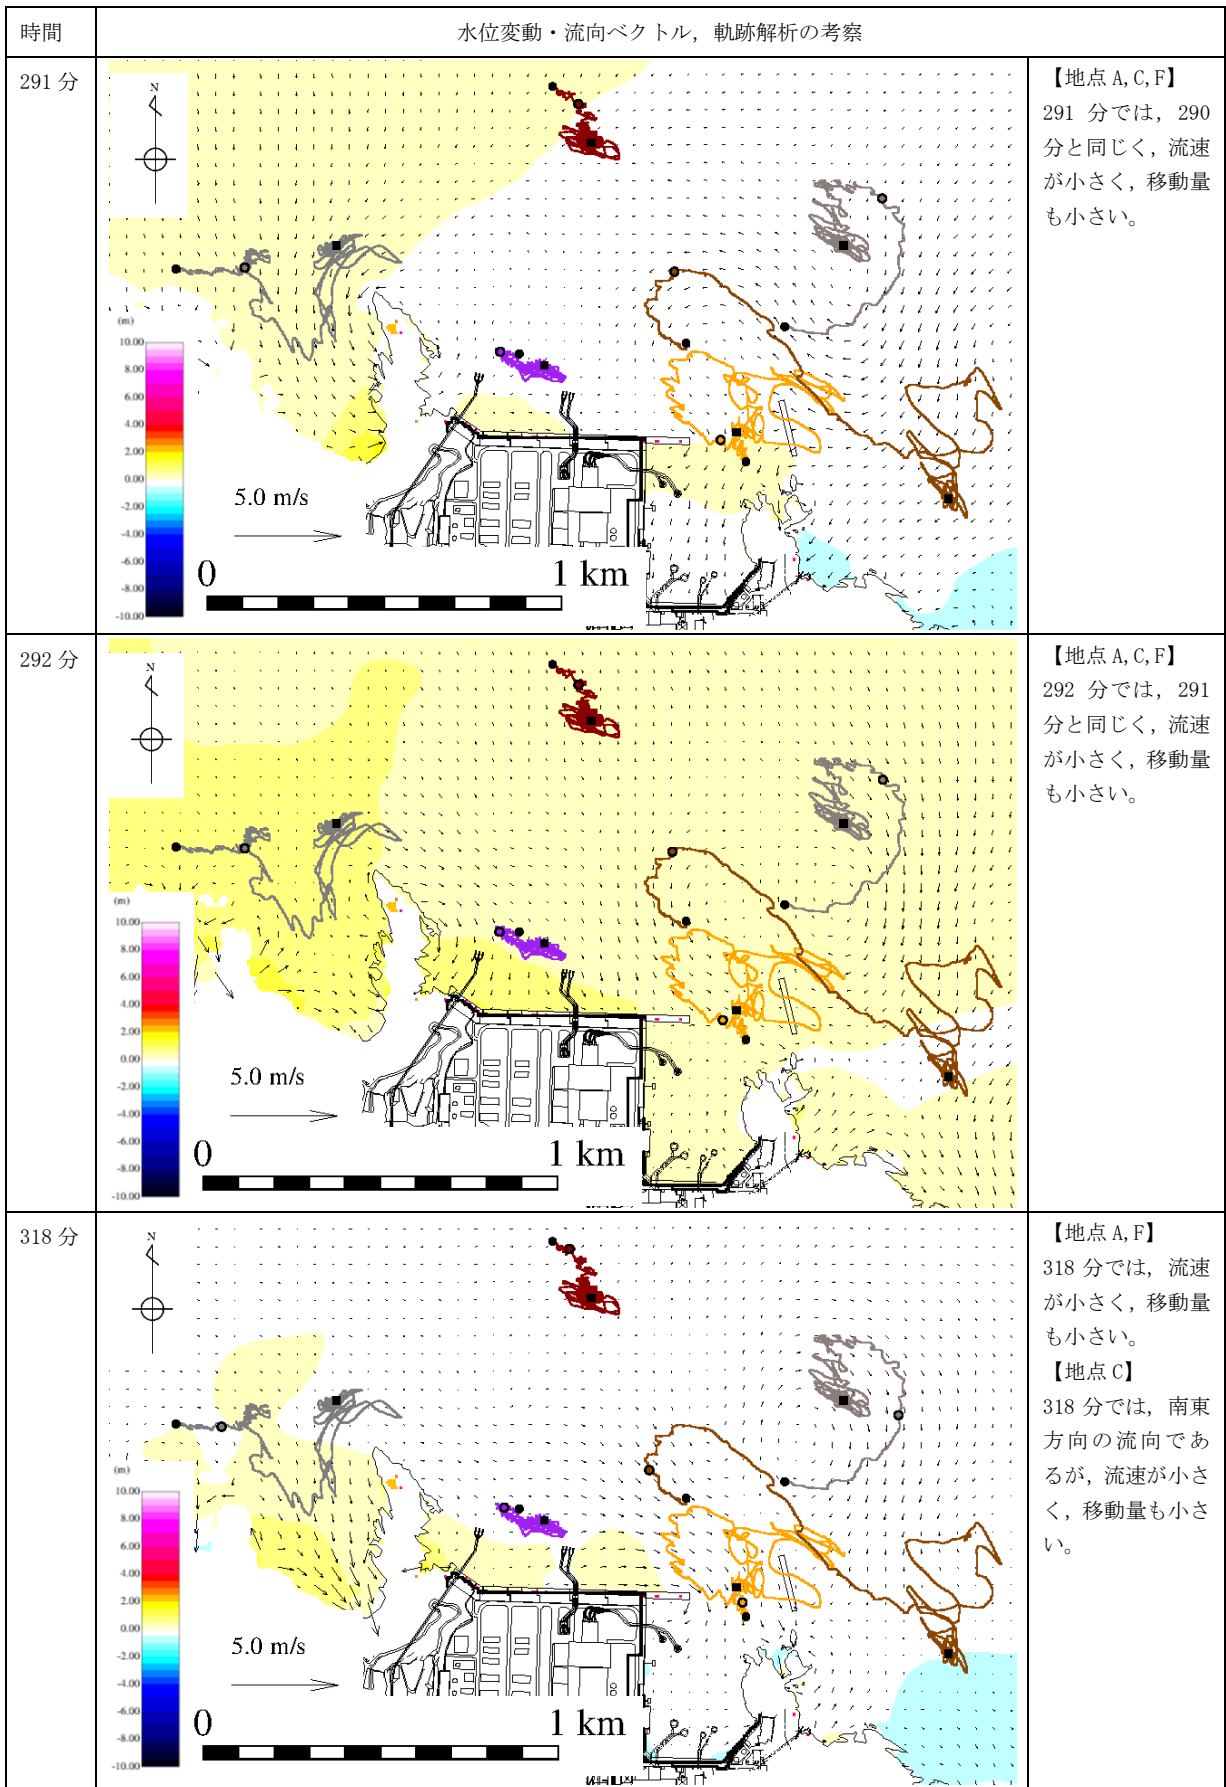 時間
水位変動・流向ベクトル，軌跡解析の考察
291 分
N
(m)
10.00
8.00
6.00
4.00
2.00
0.00
-2.00
-4.00
-6.00
-8.00
-10.00
5.0 m/s
0
1 km
【地点 A,C,F】
291 分では，290
分と同じく，流速
が小さく，移動量
も小さい。
292 分
N
(m)
10.00
8.00
6.00
4.00
2.00
0.00
-2.00
-4.00
-6.00
-8.00
-10.00
5.0 m/s
0
1 km
【地点 A,C,F】
292 分では，291
分と同じく，流速
が小さく，移動量
も小さい。
318 分
N
(m)
10.00
8.00
6.00
4.00
2.00
0.00
-2.00
-4.00
-6.00
-8.00
-10.00
5.0 m/s
0
1 km
【地点 A,F】
318 分では，流速
が小さく，移動量
も小さい。
【地点 C】
318 分では，南東
方向の流向であ
るが，流速が小さ
く，移動量も小さ
い。